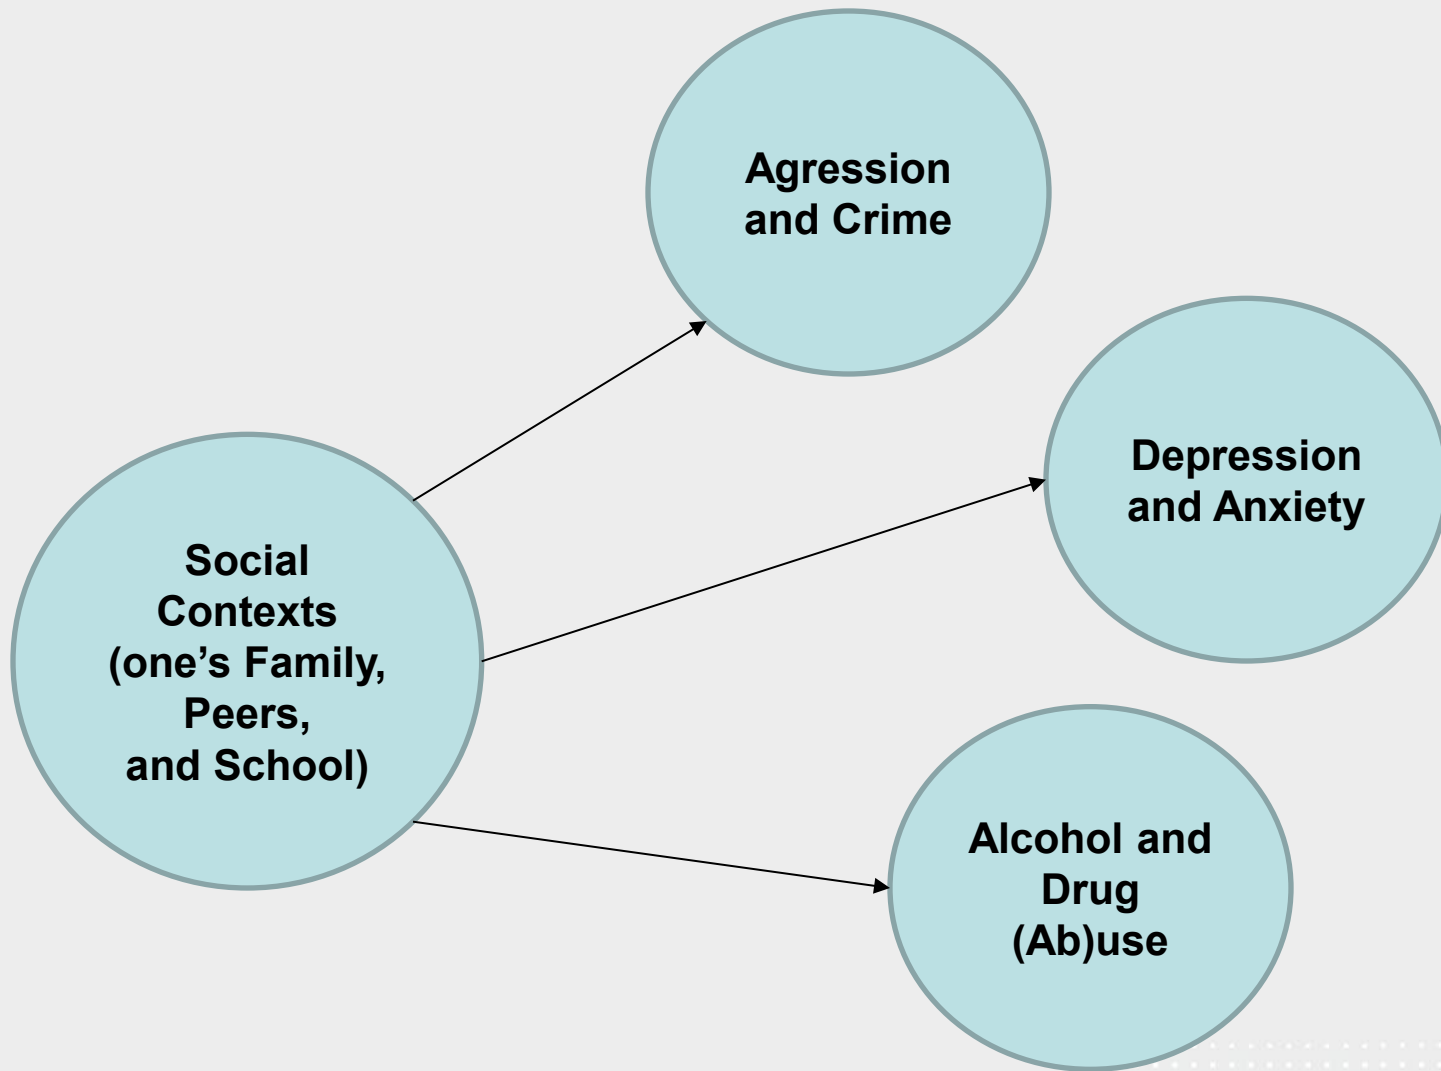 Agression
and Crime
Depression
and Anxiety
Social
Contexts
(one’s Family,
Peers,
and School)
Alcohol and
Drug
(Ab)use